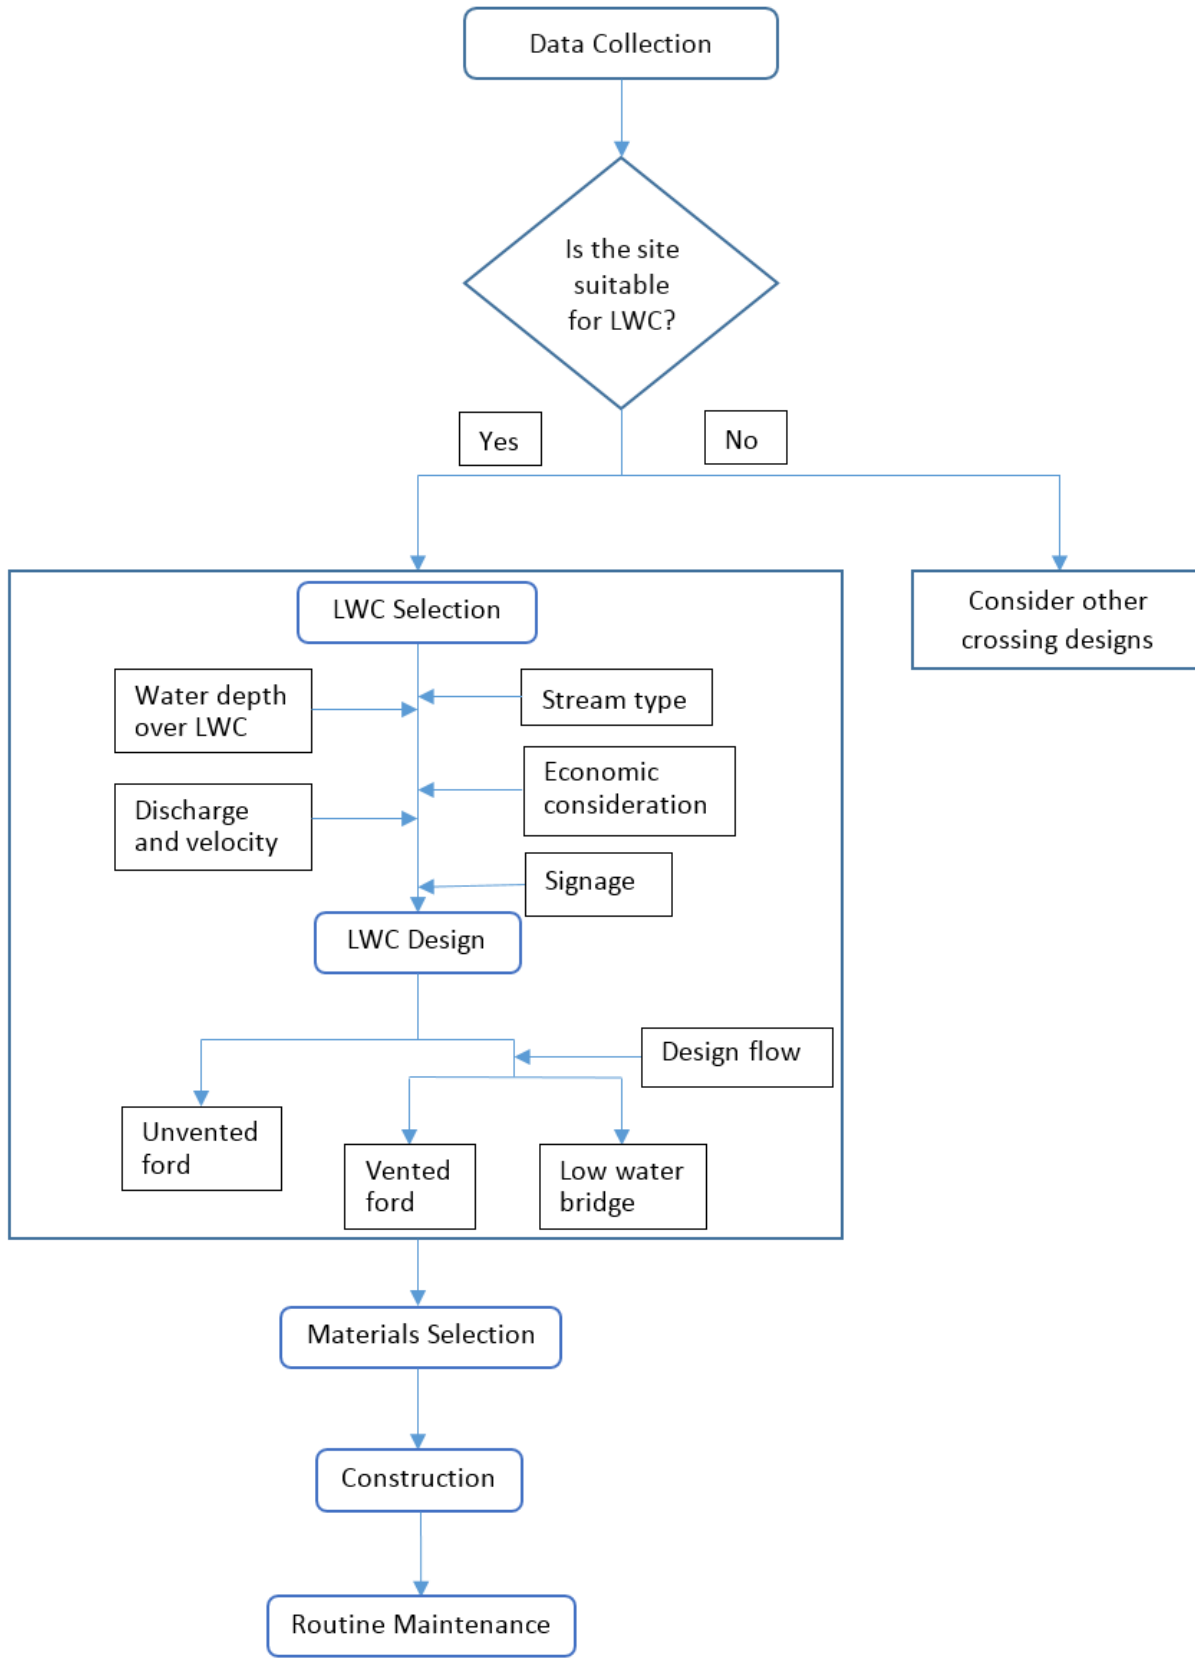 Data Collection
Is the site
suitable
for LWC?
Yes
No
LWC Selection
Consider other
crossing designs
Water depth
over LWC
Stream type
Economic
consideration
Discharge
and velocity
Signage
LWC Design
Design flow
Unvented
ford
Vented
ford
Low water
bridge
Materials Selection
Construction
Routine Maintenance